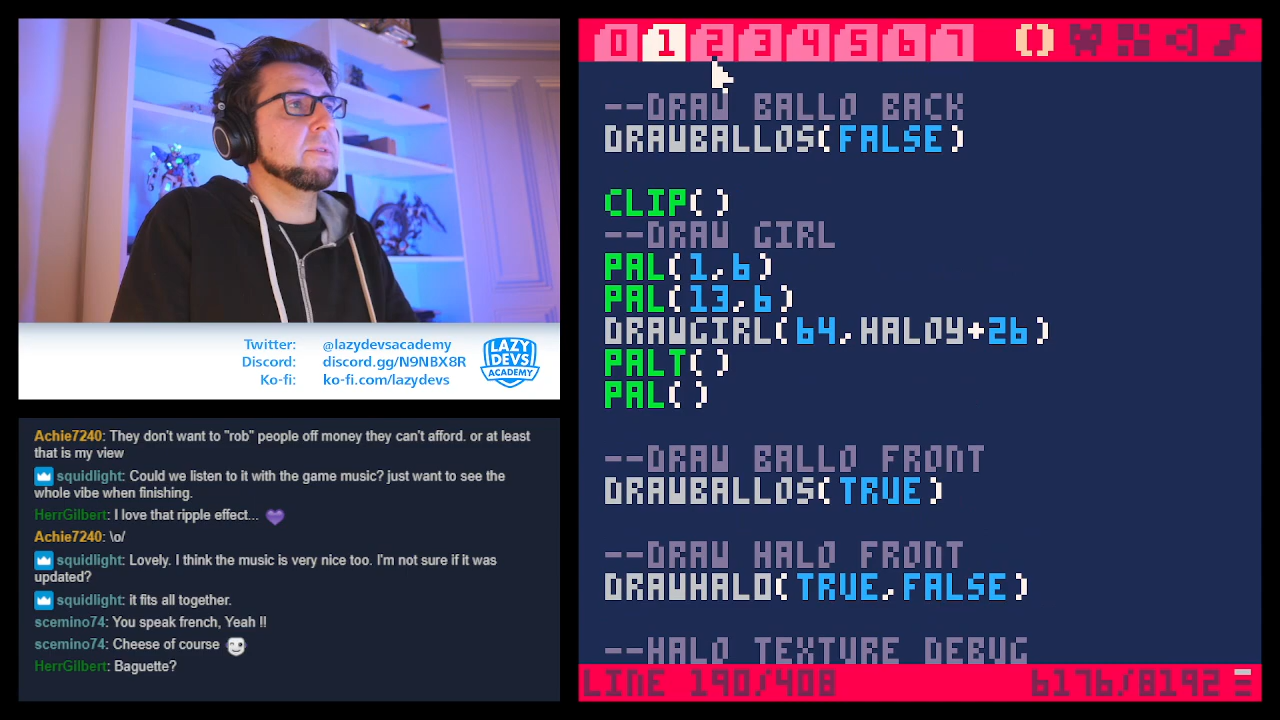 Twitter: @lazydevsacademy
Discord: discord.gg/N9NBX8R
Ko-fi: ko-fi.com/lazydevs
LAZY
DEVS
ACADEMY
Achie7240: They don't want to "rob" people off money they can't afford. or at least
that is my view
squidlight: Could we listen to it with the game music? just want to see the
whole vibe when finishing.
HerrGilbert: I love that ripple effect...
Achie7240: \o/
squidlight: Lovely. I think the music is very nice too. I'm not sure if it was
updated?
squidlight: it fits all together.
scemino74: You speak french, Yeah !!
scemino74: Cheese of course
HerrGilbert: Baguette?
0 1 2 3 4 5 6 7 ()
--DRAW BALLO BACK
DRAWBALLOS(FALSE)
CLIP()
--DRAW GIRL
PAL(1,6)
PAL(13,6)
DRAWGIRL(64,HALOY+26)
PALT()
PAL()
--DRAW BALLO FRONT
DRAWBALLOS(TRUE)
--DRAW HALO FRONT
DRAWHALO(TRUE,FALSE)
--HALO TEXTURE DEBUG
LINE 190/408 6176/8192